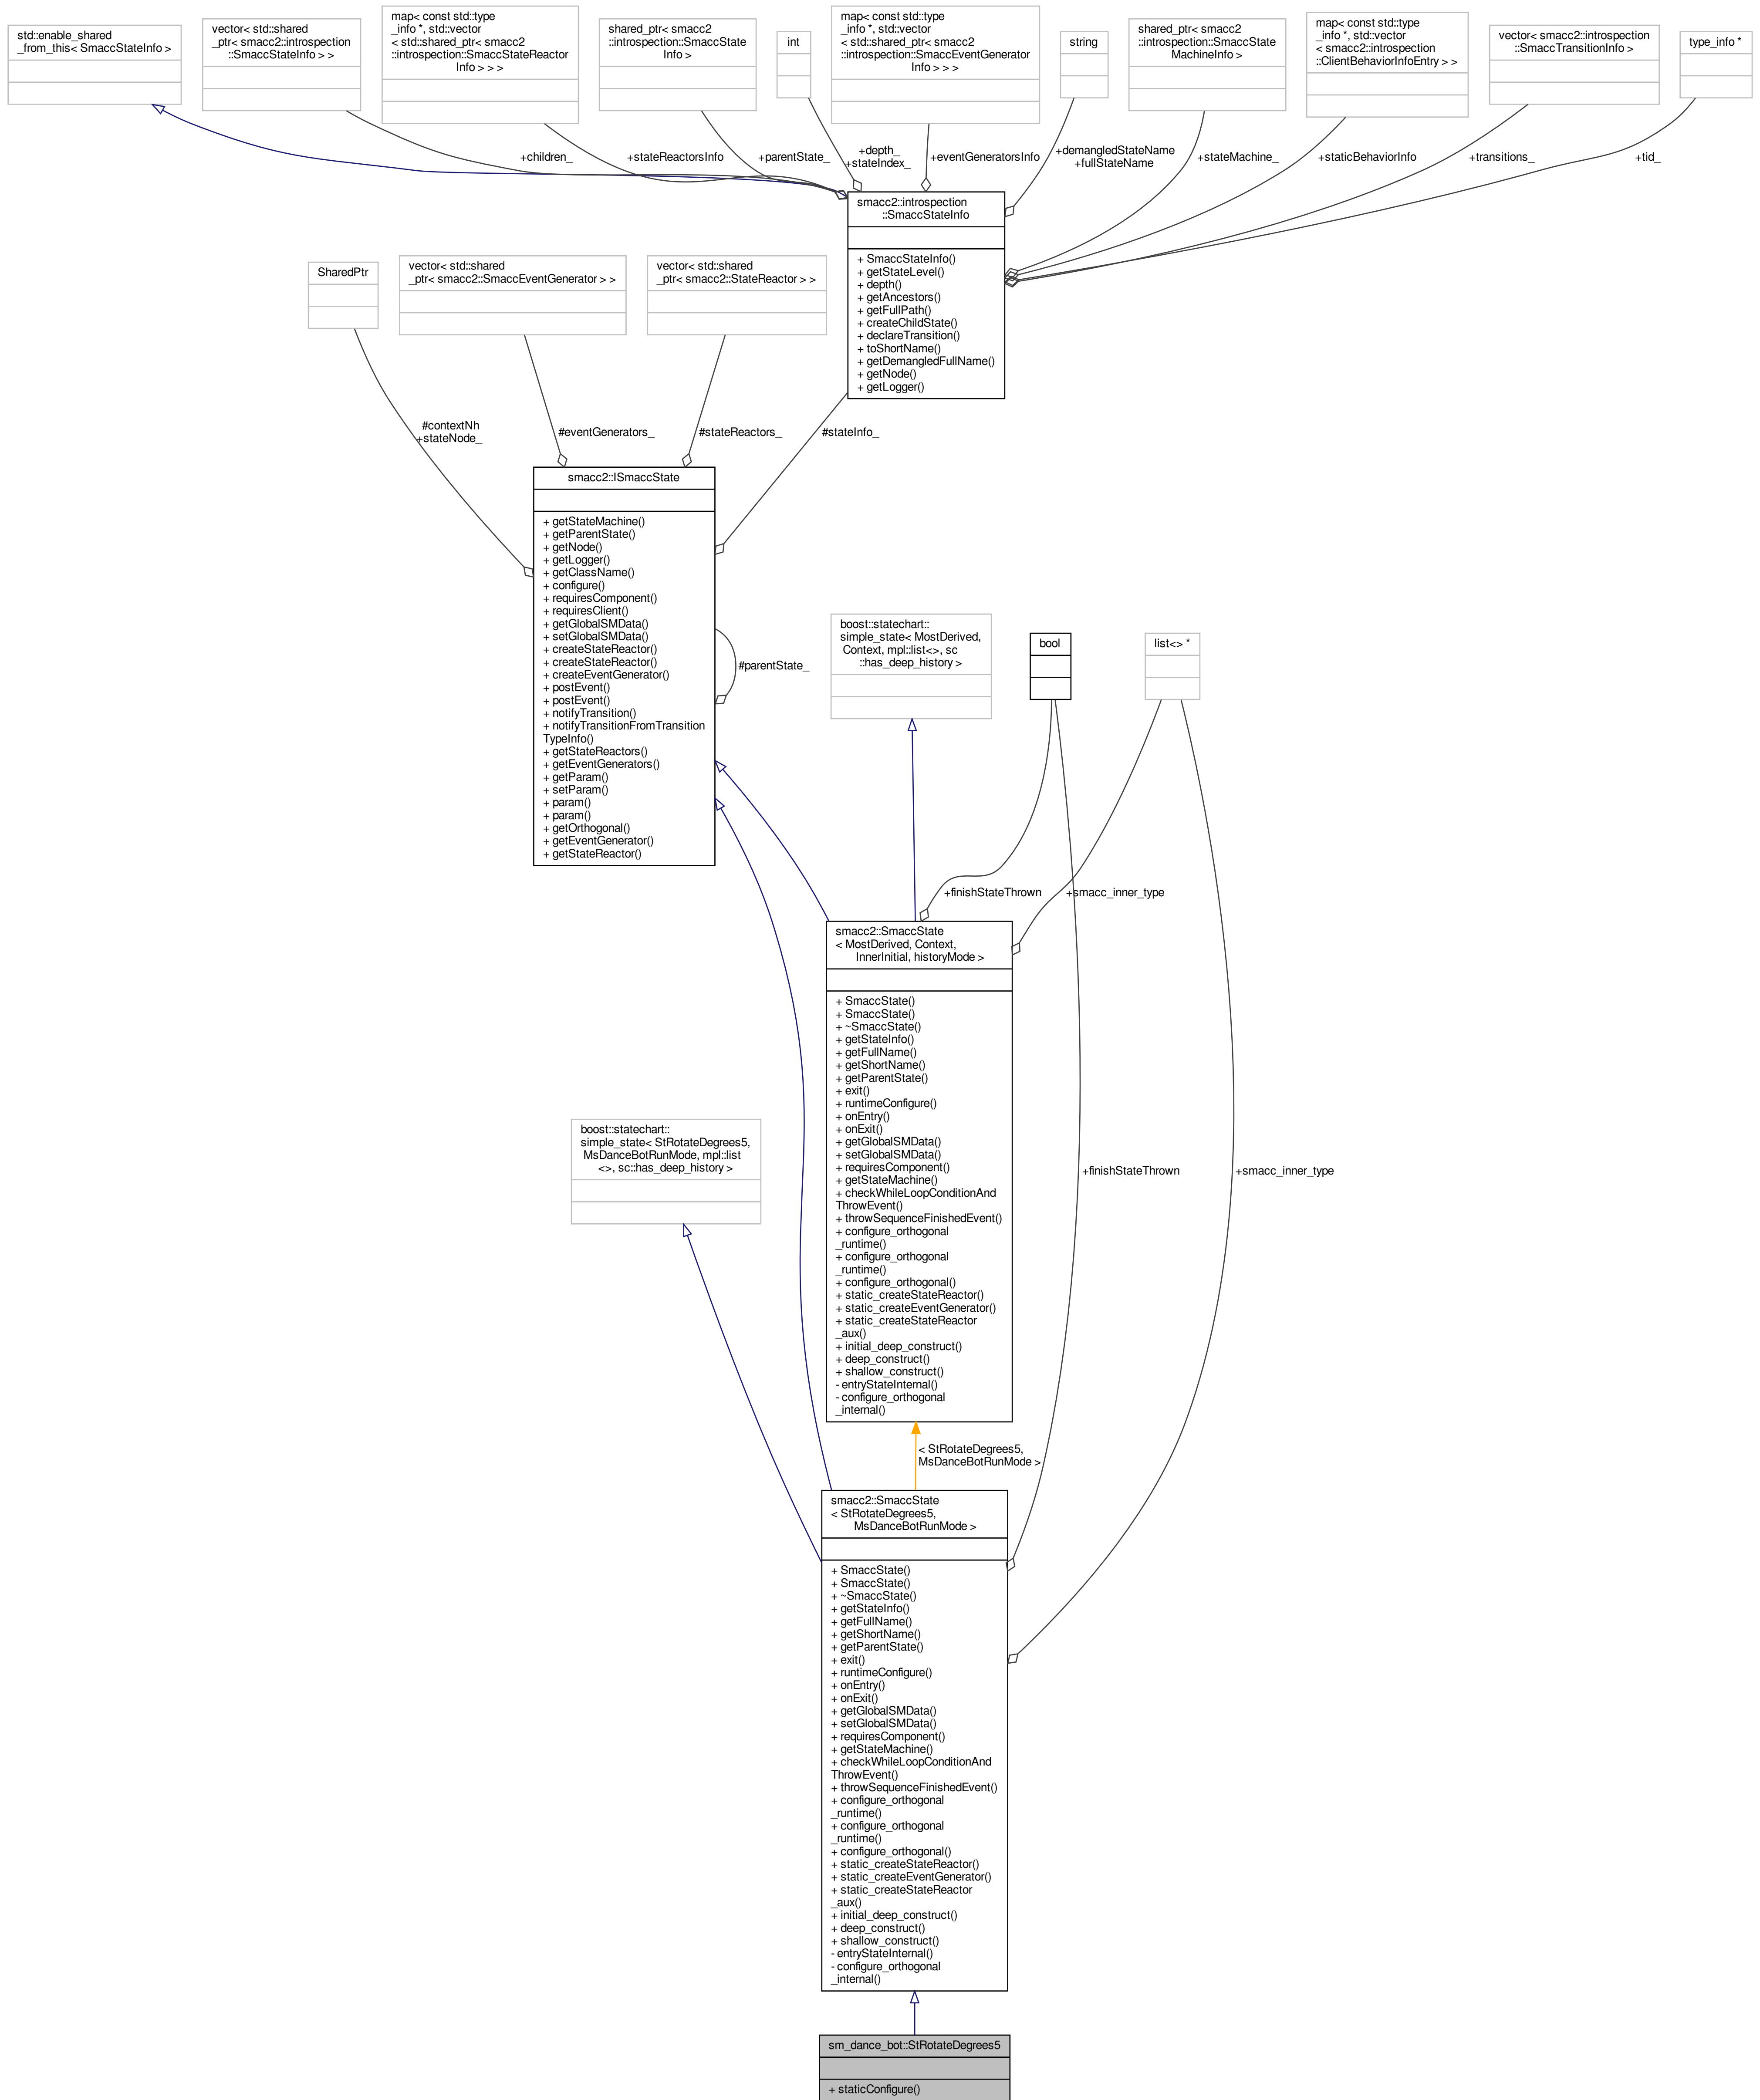 std::enable_shared
_from_this< SmaccStateInfo >
vector< std::shared
_ptr< smacc2::introspection
::SmaccStateInfo > >
map< const std::type
_info *, std::vector
< std::shared_ptr< smacc2
::introspection::SmaccStateReactor
Info > > >
shared_ptr< smacc2
::introspection::SmaccState
Info >
int
map< const std::type
_info *, std::vector
< std::shared_ptr< smacc2
::introspection::SmaccEventGenerator
Info > > >
string
shared_ptr< smacc2
::introspection::SmaccState
MachineInfo >
map< const std::type
_info *, std::vector
< smacc2::introspection
::ClientBehaviorInfoEntry > >
vector< smacc2::introspection
::SmaccTransitionInfo >
type_info *
+children_
+stateReactorsInfo
+parentState_
+depth_
+stateIndex_
+eventGeneratorsInfo
+demangledStateName
+fullStateName
+stateMachine_
+staticBehaviorInfo
+transitions_
+tid_
smacc2::introspection
::SmaccStateInfo
+ SmaccStateInfo()
+ getStateLevel()
+ depth()
+ getAncestors()
+ getFullPath()
+ createChildState()
+ declareTransition()
+ toShortName()
+ getDemangledFullName()
+ getNode()
+ getLogger()
SharedPtr
vector< std::shared
_ptr< smacc2::SmaccEventGenerator > >
vector< std::shared
_ptr< smacc2::StateReactor > >
#contextNh
+stateNode_
#eventGenerators_
#stateReactors_
#stateInfo_
smacc2::ISmaccState
+ getStateMachine()
+ getParentState()
+ getNode()
+ getLogger()
+ getClassName()
+ configure()
+ requiresComponent()
+ requiresClient()
+ getGlobalSMData()
+ setGlobalSMData()
+ createStateReactor()
+ createStateReactor()
+ createEventGenerator()
+ postEvent()
+ postEvent()
+ notifyTransition()
+ notifyTransitionFromTransition
TypeInfo()
+ getStateReactors()
+ getEventGenerators()
+ getParam()
+ setParam()
+ param()
+ param()
+ getOrthogonal()
+ getEventGenerator()
+ getStateReactor()
#parentState_
boost::statechart::
simple_state< MostDerived,
Context, mpl::list<>, sc
::has_deep_history >
bool
list<> *
+finishStateThrown
+smacc_inner_type
smacc2::SmaccState
< MostDerived, Context,
InnerInitial, historyMode >
+ SmaccState()
+ SmaccState()
+ ~SmaccState()
+ getStateInfo()
+ getFullName()
+ getShortName()
+ getParentState()
+ exit()
+ runtimeConfigure()
+ onEntry()
+ onExit()
+ getGlobalSMData()
+ setGlobalSMData()
+ requiresComponent()
+ getStateMachine()
+ checkWhileLoopConditionAnd
ThrowEvent()
+ throwSequenceFinishedEvent()
+ configure_orthogonal
_runtime()
+ configure_orthogonal
_runtime()
+ configure_orthogonal()
+ static_createStateReactor()
+ static_createEventGenerator()
+ static_createStateReactor
_aux()
+ initial_deep_construct()
+ deep_construct()
+ shallow_construct()
- entryStateInternal()
- configure_orthogonal
_internal()
boost::statechart::
simple_state< StRotateDegrees5,
MsDanceBotRunMode, mpl::list
<>, sc::has_deep_history >
+finishStateThrown
+smacc_inner_type
< StRotateDegrees5,
MsDanceBotRunMode >
smacc2::SmaccState
< StRotateDegrees5,
MsDanceBotRunMode >
+ SmaccState()
+ SmaccState()
+ ~SmaccState()
+ getStateInfo()
+ getFullName()
+ getShortName()
+ getParentState()
+ exit()
+ runtimeConfigure()
+ onEntry()
+ onExit()
+ getGlobalSMData()
+ setGlobalSMData()
+ requiresComponent()
+ getStateMachine()
+ checkWhileLoopConditionAnd
ThrowEvent()
+ throwSequenceFinishedEvent()
+ configure_orthogonal
_runtime()
+ configure_orthogonal
_runtime()
+ configure_orthogonal()
+ static_createStateReactor()
+ static_createEventGenerator()
+ static_createStateReactor
_aux()
+ initial_deep_construct()
+ deep_construct()
+ shallow_construct()
- entryStateInternal()
- configure_orthogonal
_internal()
sm_dance_bot::StRotateDegrees5
+ staticConfigure()